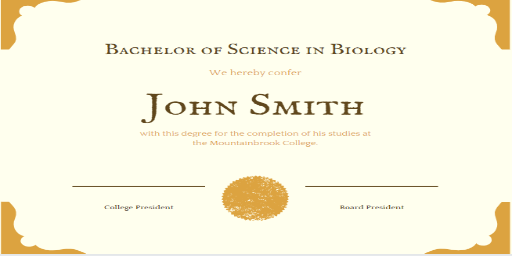 Bachelor of Science in Biology
We hereby confer
John Smith
with this degree for the completion of his studies at
the Mountainbrook College.
College President
Board President